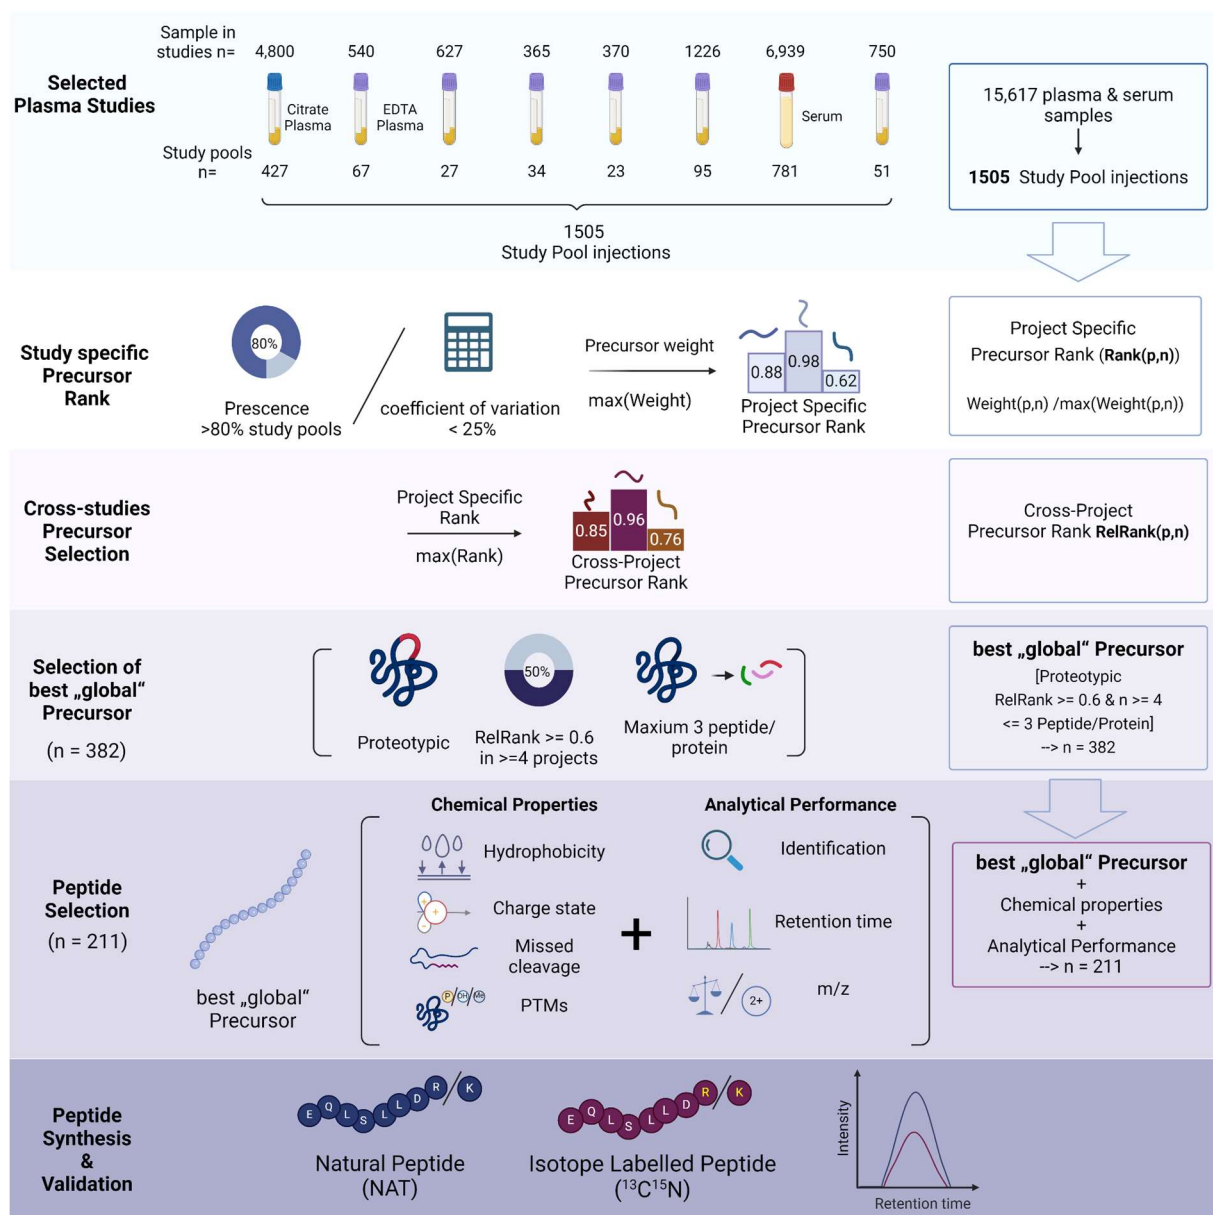 Sample in
studies n=
4,800
540
627
365
370
1226
6,939
750
Selected
Plasma Studies
Citrate
Plasma
EDTA
Plasma
Serum
Study pools
n=
427
67
27
34
23
95
781
51
1505
Study Pool injections
15,617 plasma & serum
samples
1505 Study Pool injections
Study specific
Precursor
Rank
80%
Prescence
>80% study pools
coefficient of variation
< 25%
Precursor weight
max(Weight)
0.88
0.98
0.62
Project Specific
Precursor Rank
Project Specific
Precursor Rank (Rank(p,n))
Weight(p,n) /max(Weight(p,n))
Cross-studies
Precursor
Selection
Project Specific
Rank
max(Rank)
0.85
0.96
0.76
Cross-Project
Precursor Rank
Cross-Project
Precursor Rank RelRank(p,n)
Selection of
best „global“
Precursor
(n = 382)
Proteotypic
50%
RelRank >= 0.6
in >=4 projects
Maxium 3 peptide/
protein
best „global“ Precursor
[Proteotypic
RelRank >= 0.6 & n >= 4
<= 3 Peptide/Protein]
--> n = 382
Peptide
Selection
(n = 211)
best „global“
Precursor
Chemical Properties
Hydrophobicity
+
+
-
Charge state
Missed
cleavage
P/OH/Me
PTMs
+
Analytical Performance
Identification
Retention time
2+
m/z
best „global“ Precursor
+
Chemical properties
+
Analytical Performance
--> n = 211
Peptide
Synthesis
&
Validation
E Q L S L L D R / K
Natural Peptide
(NAT)
E Q L S L L D R / K
Isotope Labelled Peptide
(¹³C¹⁵N)
Intensity
Retention time